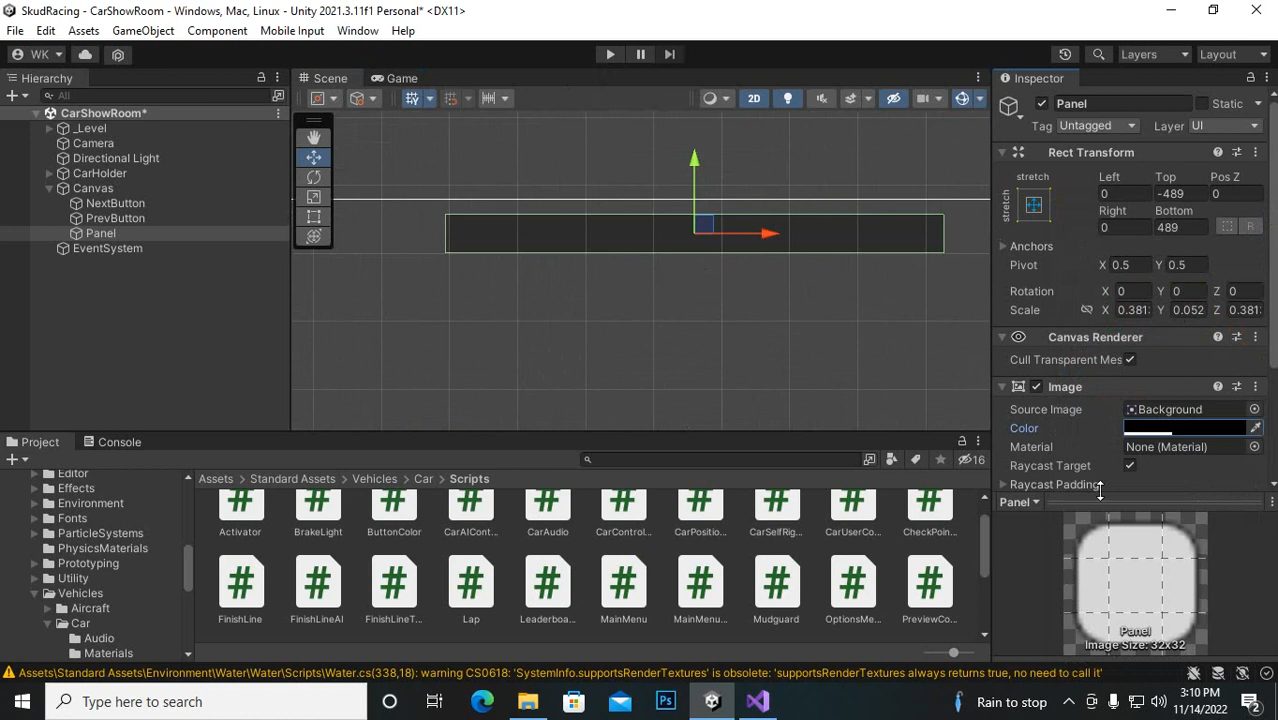 SkudRacing - CarShowRoom - Windows, Mac, Linux - Unity 2021.3.11f1 Personal* <DX11>
File Edit Assets GameObject Component Mobile Input Window Help
WK Layers Layout
Hierarchy Scene Game Inspector
All 2D Panel Static
CarShowRoom* Tag Untagged Layer UI
_Level
Camera Rect Transform
Directional Light stretch Left Top Pos Z
CarHolder 0 -489 0
Canvas stretch Right Bottom
NextButton 0 489 R
PrevButton Anchors
Panel Pivot X 0.5 Y 0.5
EventSystem Rotation X 0 Y 0 Z 0
Scale X 0.381 Y 0.052 Z 0.381
Canvas Renderer
Cull Transparent Mes
Image
Source Image Background
Color
Project Console Material None (Material)
16 Raycast Target
Editor Assets Standard Assets Vehicles Car Scripts Raycast Padding
Effects Panel
Environment
Fonts Activator BrakeLight ButtonColor CarAICont... CarAudio CarControl... CarPositio... CarSelfRig... CarUserCo... CheckPoin...
ParticleSystems
PhysicsMaterials
Prototyping
Utility
Vehicles
Aircraft FinishLine FinishLineAI FinishLineT... Lap Leaderboa... MainMenu MainMenu... Mudguard OptionsMe... PreviewCo...
Car Panel
Audio Image Size: 32x32
Materials
Assets\Standard Assets\Environment\Water\Water\Scripts\Water.cs(338,18): warning CS0618: 'SystemInfo.supportsRenderTextures' is obsolete: 'supportsRenderTextures always returns true, no need to call it'
Type here to search Ps Rain to stop 3:10 PM
11/14/2022 2